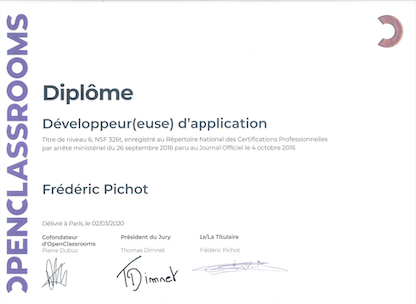 OPENCLASSROOMS
Diplôme
Développeur(euse) d'application
Titre de niveau 6, NSF 326t, enregistré au Répertoire National des Certifications Professionnelles
par arrêté ministériel du 26 septembre 2016 paru au Journal Officiel le 4 octobre 2016
Frédéric Pichot
Délivré à Paris, le 02/03/2020
Cofondateur d'OpenClassrooms
Pierre Dubuc
Président du Jury
Thomas Dimnet
TDimnet
Le/La Titulaire
Frédéric Pichot